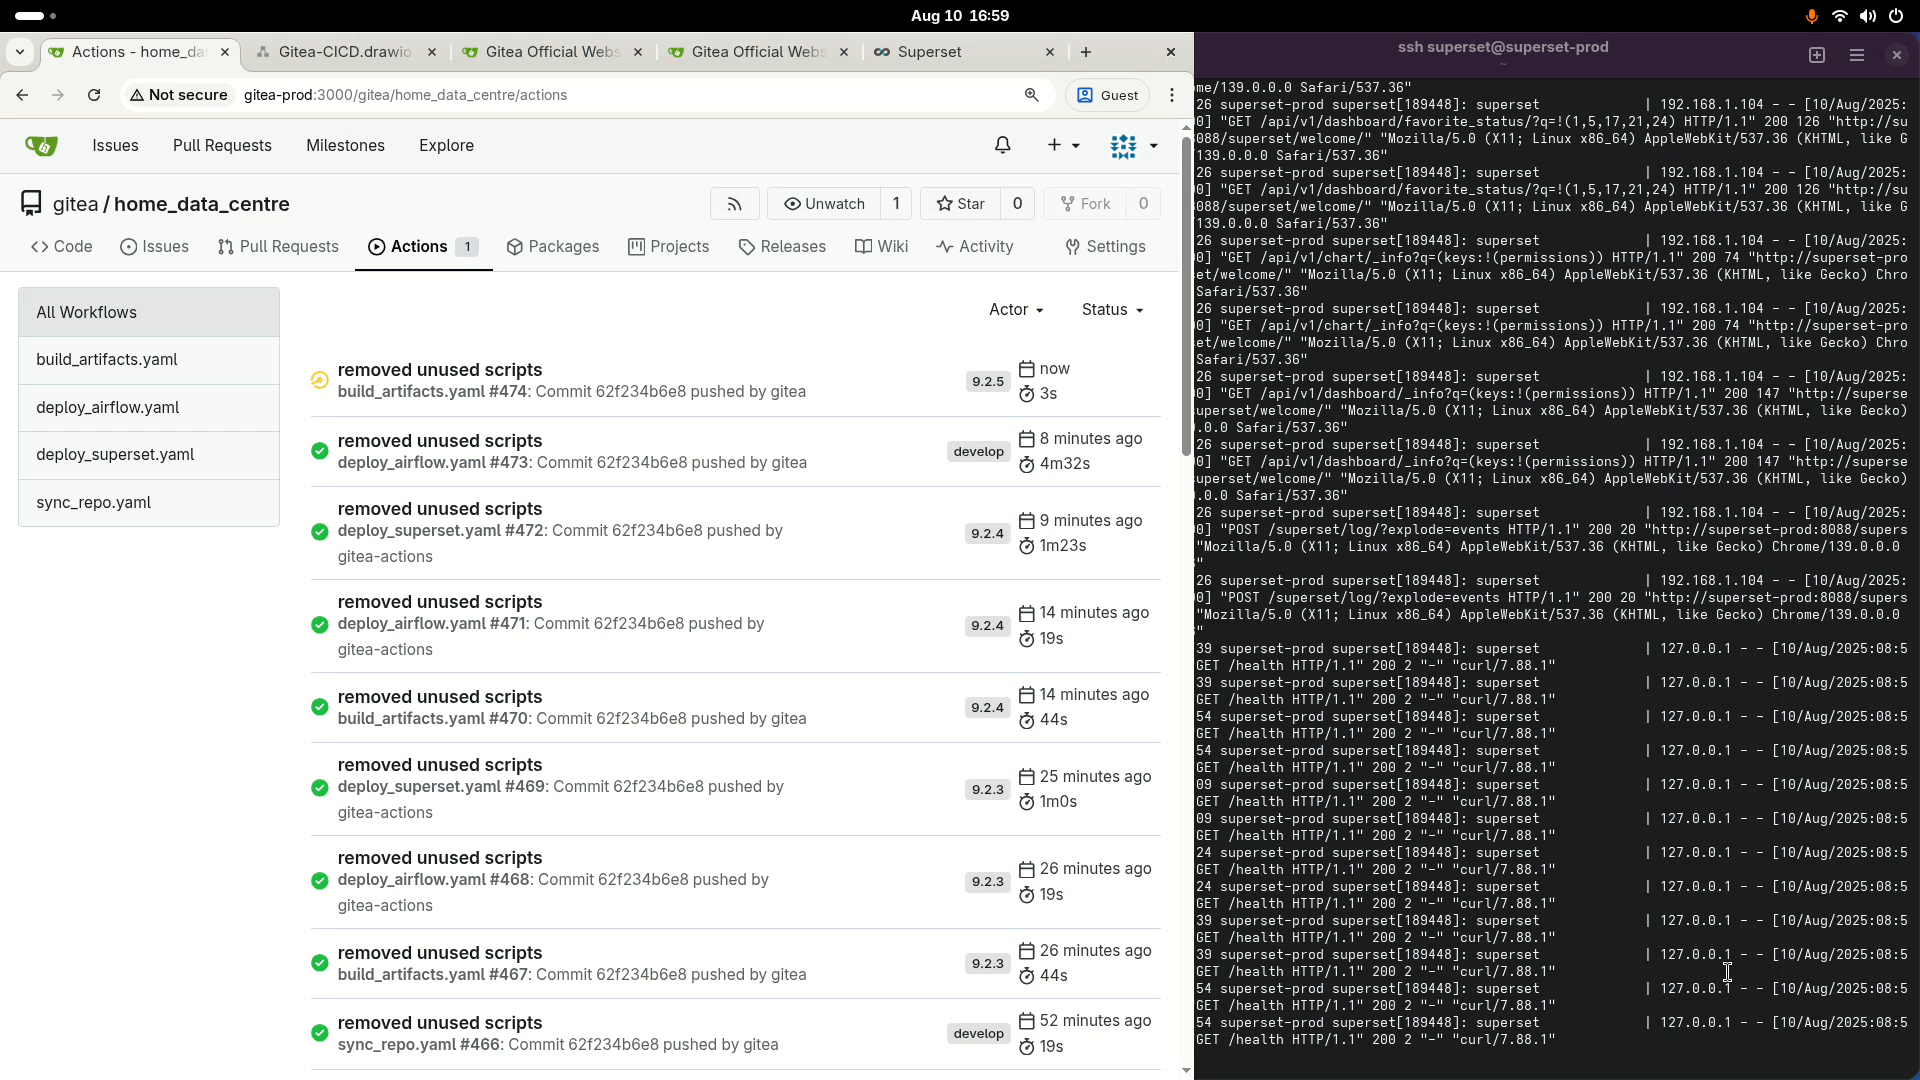 Aug 10 16:59
Actions - home_da
Gitea-CICD.drawio
Gitea Official Webs
Gitea Official Webs
Superset
Not secure gitea-prod:3000/gitea/home_data_centre/actions
Guest
Issues Pull Requests Milestones Explore
gitea / home_data_centre
Unwatch 1
Star 0
Fork 0
Code Issues Pull Requests Actions 1 Packages Projects Releases Wiki Activity Settings
All Workflows
build_artifacts.yaml
deploy_airflow.yaml
deploy_superset.yaml
sync_repo.yaml
Actor Status
removed unused scripts
build_artifacts.yaml #474: Commit 62f234b6e8 pushed by gitea
9.2.5
now
3s
removed unused scripts
deploy_airflow.yaml #473: Commit 62f234b6e8 pushed by gitea
develop
8 minutes ago
4m32s
removed unused scripts
deploy_superset.yaml #472: Commit 62f234b6e8 pushed by
gitea-actions
9.2.4
9 minutes ago
1m23s
removed unused scripts
deploy_airflow.yaml #471: Commit 62f234b6e8 pushed by
gitea-actions
9.2.4
14 minutes ago
19s
removed unused scripts
build_artifacts.yaml #470: Commit 62f234b6e8 pushed by gitea
9.2.4
14 minutes ago
44s
removed unused scripts
deploy_superset.yaml #469: Commit 62f234b6e8 pushed by
gitea-actions
9.2.3
25 minutes ago
1m0s
removed unused scripts
deploy_airflow.yaml #468: Commit 62f234b6e8 pushed by
gitea-actions
9.2.3
26 minutes ago
19s
removed unused scripts
build_artifacts.yaml #467: Commit 62f234b6e8 pushed by gitea
9.2.3
26 minutes ago
44s
removed unused scripts
sync_repo.yaml #466: Commit 62f234b6e8 pushed by gitea
develop
52 minutes ago
19s
ssh superset@superset-prod
~
me/139.0.0.0 Safari/537.36"
26 superset-prod superset[189448]: superset | 192.168.1.104 - - [10/Aug/2025:
0] "GET /api/v1/dashboard/favorite_status/?q=!(1,5,17,21,24) HTTP/1.1" 200 126 "http://su
088/superset/welcome/" "Mozilla/5.0 (X11; Linux x86_64) AppleWebKit/537.36 (KHTML, like G
139.0.0.0 Safari/537.36"
26 superset-prod superset[189448]: superset | 192.168.1.104 - - [10/Aug/2025:
0] "GET /api/v1/dashboard/favorite_status/?q=!(1,5,17,21,24) HTTP/1.1" 200 126 "http://su
088/superset/welcome/" "Mozilla/5.0 (X11; Linux x86_64) AppleWebKit/537.36 (KHTML, like G
139.0.0.0 Safari/537.36"
26 superset-prod superset[189448]: superset | 192.168.1.104 - - [10/Aug/2025:
0] "GET /api/v1/chart/_info?q=(keys:!(permissions)) HTTP/1.1" 200 74 "http://superset-pro
et/welcome/" "Mozilla/5.0 (X11; Linux x86_64) AppleWebKit/537.36 (KHTML, like Gecko) Chro
Safari/537.36"
26 superset-prod superset[189448]: superset | 192.168.1.104 - - [10/Aug/2025:
0] "GET /api/v1/chart/_info?q=(keys:!(permissions)) HTTP/1.1" 200 74 "http://superset-pro
et/welcome/" "Mozilla/5.0 (X11; Linux x86_64) AppleWebKit/537.36 (KHTML, like Gecko) Chro
Safari/537.36"
26 superset-prod superset[189448]: superset | 192.168.1.104 - - [10/Aug/2025:
0] "GET /api/v1/dashboard/_info?q=(keys:!(permissions)) HTTP/1.1" 200 147 "http://superse
uperset/welcome/" "Mozilla/5.0 (X11; Linux x86_64) AppleWebKit/537.36 (KHTML, like Gecko)
.0.0 Safari/537.36"
26 superset-prod superset[189448]: superset | 192.168.1.104 - - [10/Aug/2025:
0] "GET /api/v1/dashboard/_info?q=(keys:!(permissions)) HTTP/1.1" 200 147 "http://superse
uperset/welcome/" "Mozilla/5.0 (X11; Linux x86_64) AppleWebKit/537.36 (KHTML, like Gecko)
.0.0 Safari/537.36"
26 superset-prod superset[189448]: superset | 192.168.1.104 - - [10/Aug/2025:
0] "POST /superset/log/?explode=events HTTP/1.1" 200 20 "http://superset-prod:8088/supers
"Mozilla/5.0 (X11; Linux x86_64) AppleWebKit/537.36 (KHTML, like Gecko) Chrome/139.0.0.0
"
26 superset-prod superset[189448]: superset | 192.168.1.104 - - [10/Aug/2025:
0] "POST /superset/log/?explode=events HTTP/1.1" 200 20 "http://superset-prod:8088/supers
"Mozilla/5.0 (X11; Linux x86_64) AppleWebKit/537.36 (KHTML, like Gecko) Chrome/139.0.0.0
"
39 superset-prod superset[189448]: superset | 127.0.0.1 - - [10/Aug/2025:08:5
GET /health HTTP/1.1" 200 2 "-" "curl/7.88.1"
39 superset-prod superset[189448]: superset | 127.0.0.1 - - [10/Aug/2025:08:5
GET /health HTTP/1.1" 200 2 "-" "curl/7.88.1"
54 superset-prod superset[189448]: superset | 127.0.0.1 - - [10/Aug/2025:08:5
GET /health HTTP/1.1" 200 2 "-" "curl/7.88.1"
54 superset-prod superset[189448]: superset | 127.0.0.1 - - [10/Aug/2025:08:5
GET /health HTTP/1.1" 200 2 "-" "curl/7.88.1"
09 superset-prod superset[189448]: superset | 127.0.0.1 - - [10/Aug/2025:08:5
GET /health HTTP/1.1" 200 2 "-" "curl/7.88.1"
09 superset-prod superset[189448]: superset | 127.0.0.1 - - [10/Aug/2025:08:5
GET /health HTTP/1.1" 200 2 "-" "curl/7.88.1"
24 superset-prod superset[189448]: superset | 127.0.0.1 - - [10/Aug/2025:08:5
GET /health HTTP/1.1" 200 2 "-" "curl/7.88.1"
24 superset-prod superset[189448]: superset | 127.0.0.1 - - [10/Aug/2025:08:5
GET /health HTTP/1.1" 200 2 "-" "curl/7.88.1"
39 superset-prod superset[189448]: superset | 127.0.0.1 - - [10/Aug/2025:08:5
GET /health HTTP/1.1" 200 2 "-" "curl/7.88.1"
39 superset-prod superset[189448]: superset | 127.0.0.1 - - [10/Aug/2025:08:5
GET /health HTTP/1.1" 200 2 "-" "curl/7.88.1"
54 superset-prod superset[189448]: superset | 127.0.0.1 - - [10/Aug/2025:08:5
GET /health HTTP/1.1" 200 2 "-" "curl/7.88.1"
54 superset-prod superset[189448]: superset | 127.0.0.1 - - [10/Aug/2025:08:5
GET /health HTTP/1.1" 200 2 "-" "curl/7.88.1"